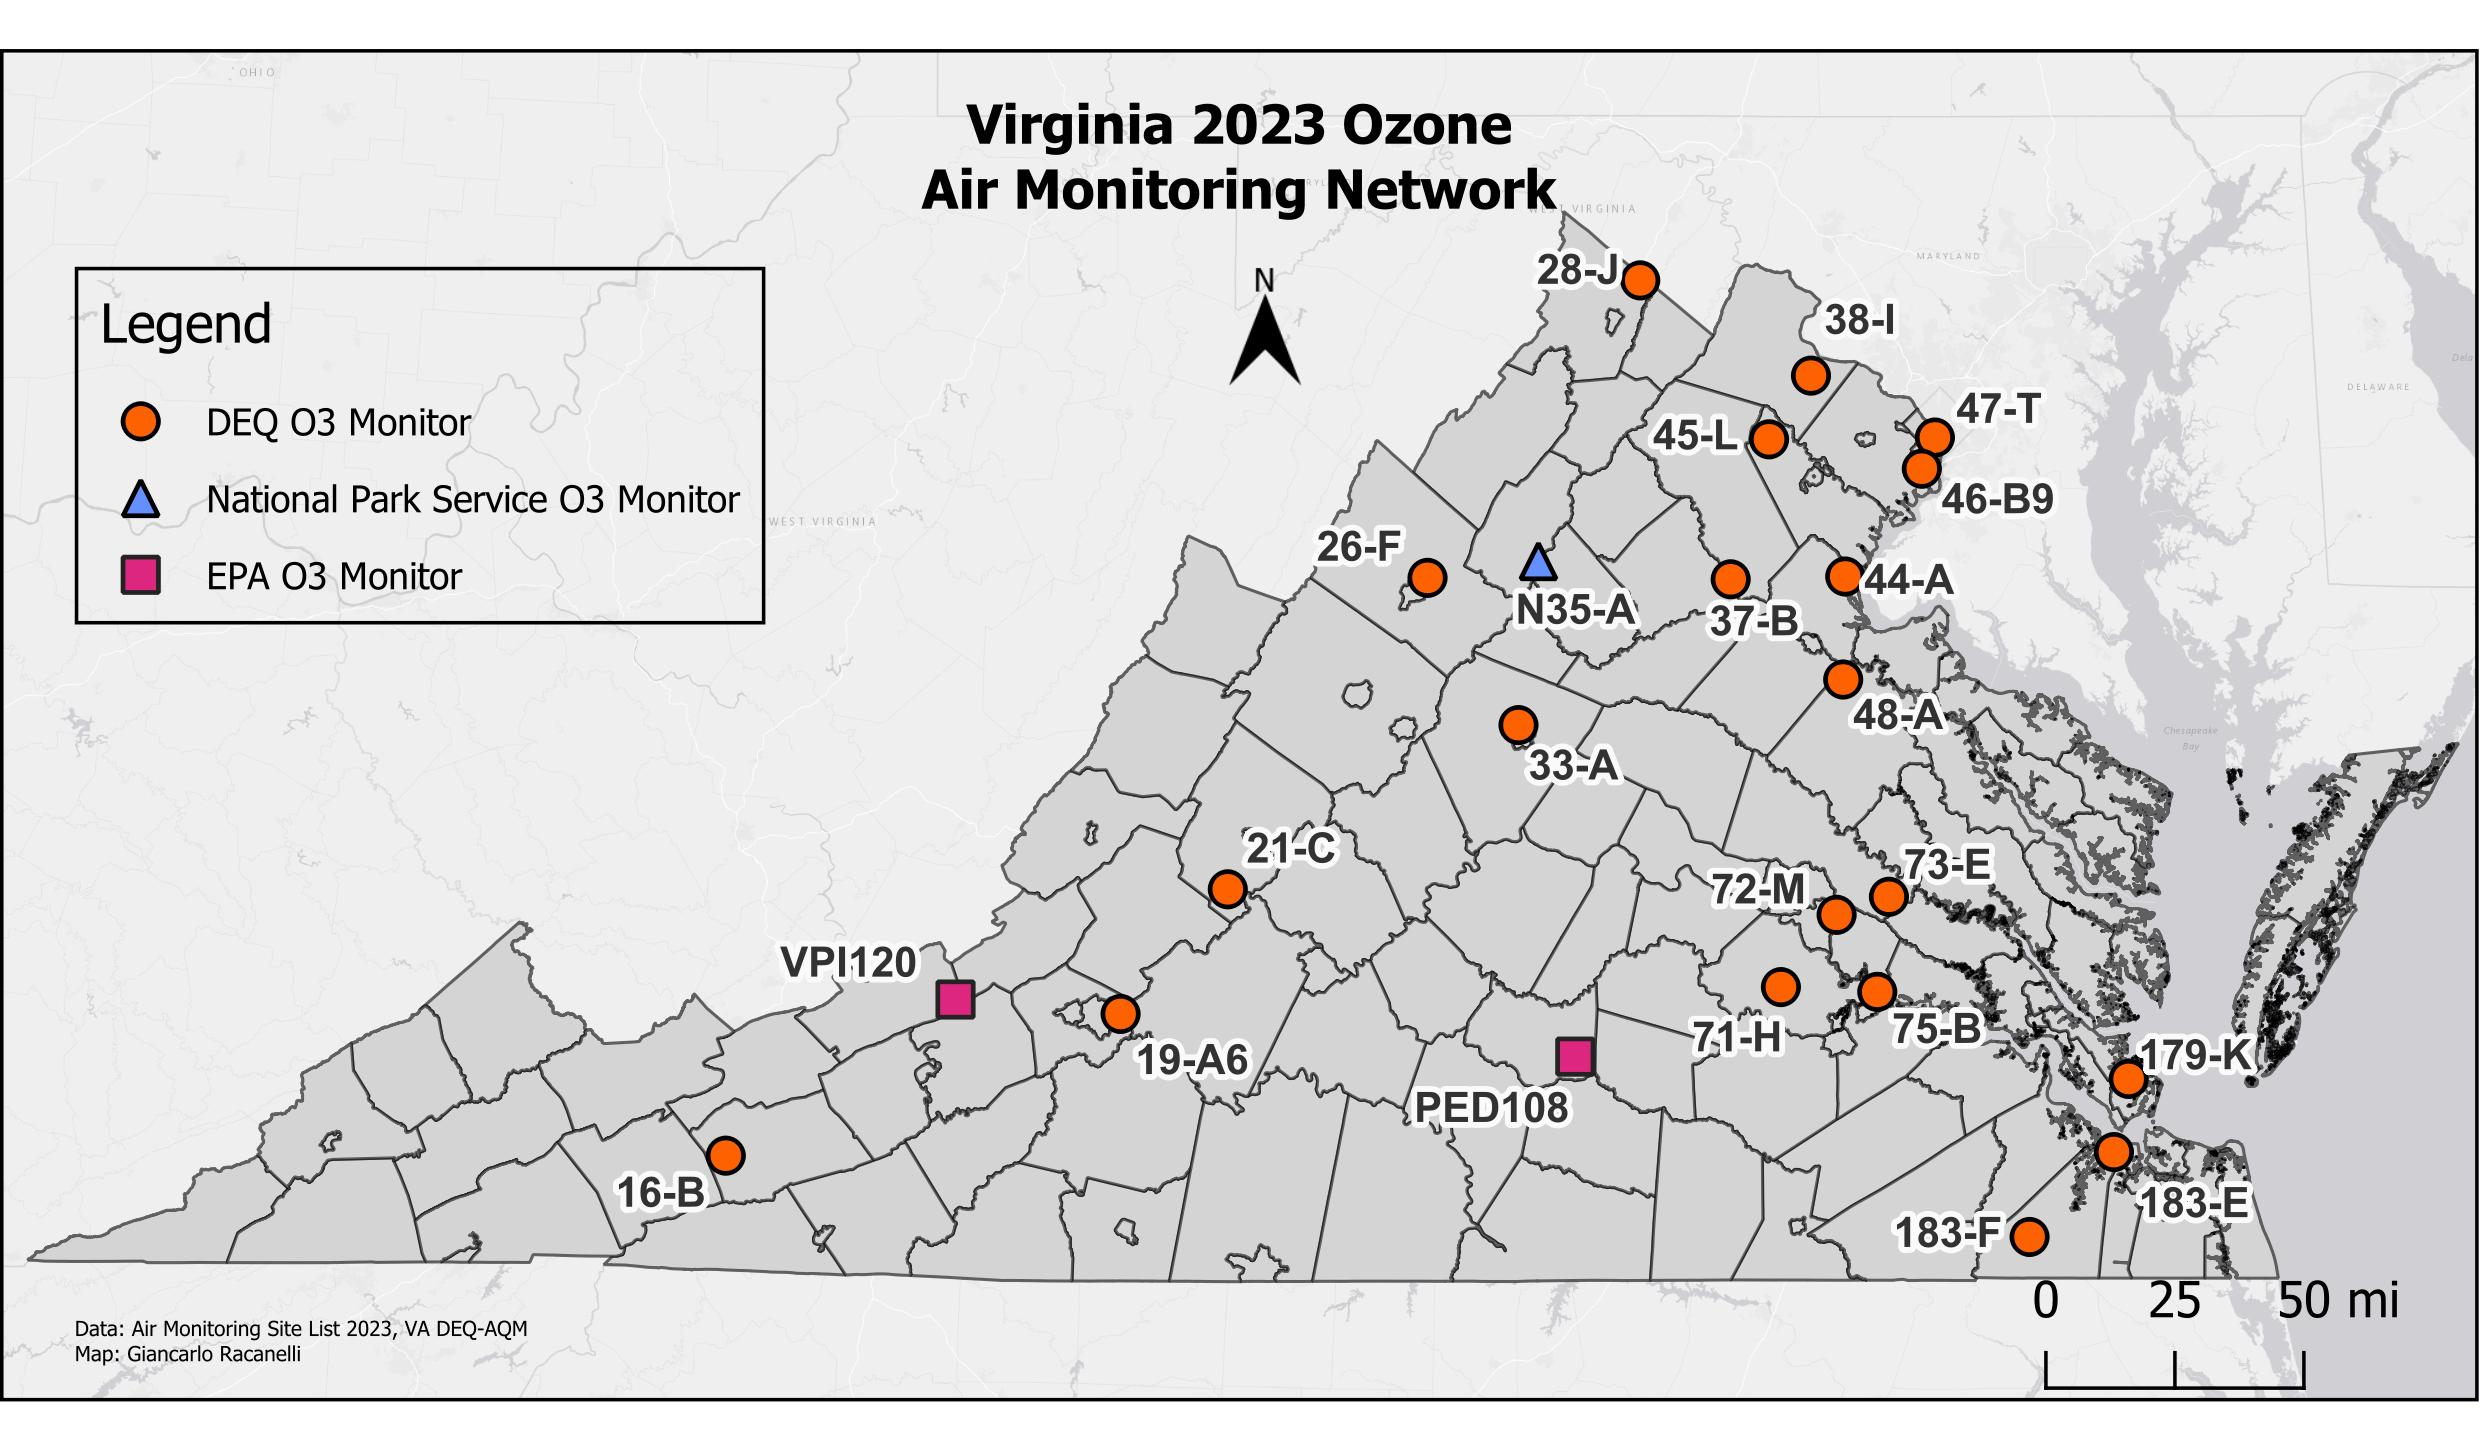 OHIO
Virginia 2023 Ozone
Air Monitoring Network
WEST VIRGINIA
MARYLAND
DELAWARE
N
Legend
DEQ O3 Monitor
National Park Service O3 Monitor
EPA O3 Monitor
WEST VIRGINIA
28-J
38-I
47-T
45-L
46-B9
26-F
N35-A
37-B
44-A
48-A
33-A
Chesapeake
Bay
21-C
73-E
72-M
VPI120
19-A6
71-H
75-B
179-K
PED108
16-B
183-E
183-F
0 25 50 mi
Data: Air Monitoring Site List 2023, VA DEQ-AQM
Map: Giancarlo Racanelli